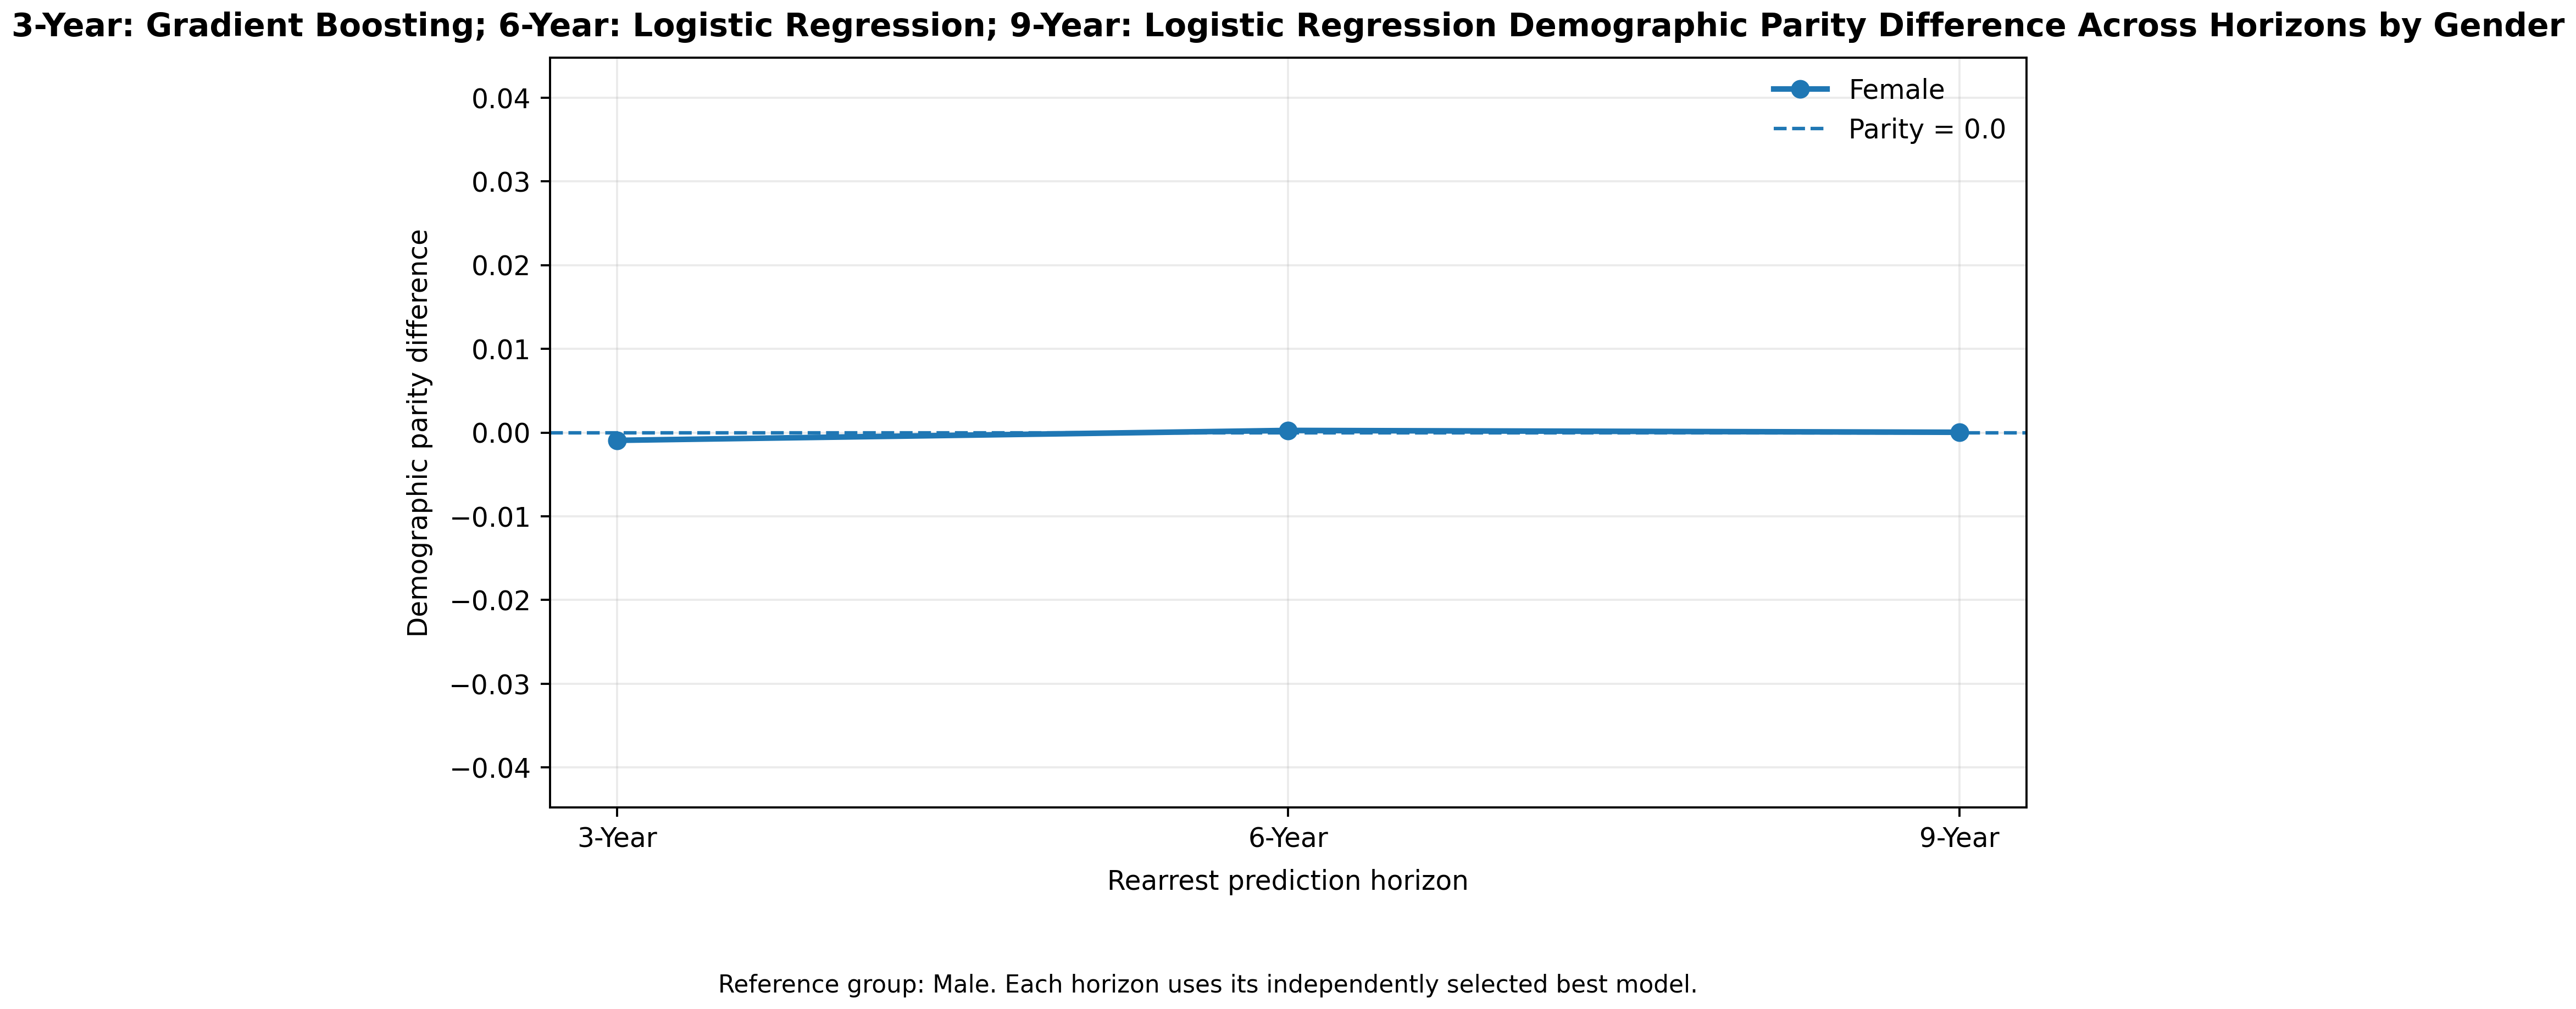 3-Year: Gradient Boosting; 6-Year: Logistic Regression; 9-Year: Logistic Regression Demographic Parity Difference Across Horizons by Gender
Female
Parity = 0.0
Demographic parity difference
0.04
0.03
0.02
0.01
0.00
−0.01
−0.02
−0.03
−0.04
3-Year
6-Year
9-Year
Rearrest prediction horizon
Reference group: Male. Each horizon uses its independently selected best model.